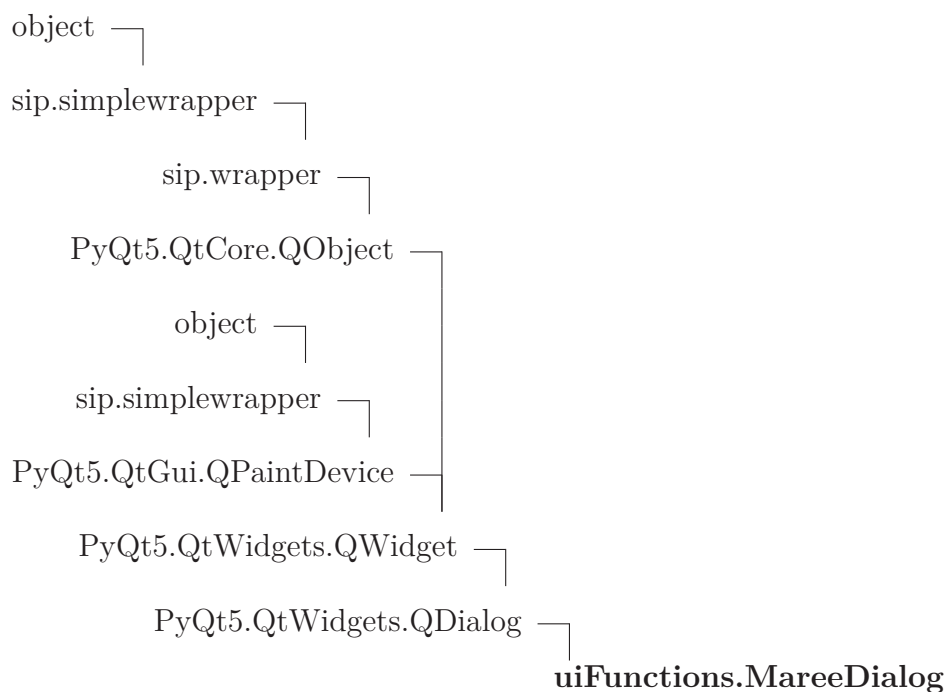 object
sip.simplewrapper
sip.wrapper
PyQt5.QtCore.QObject
object
sip.simplewrapper
PyQt5.QtGui.QPaintDevice
PyQt5.QtWidgets.QWidget
PyQt5.QtWidgets.QDialog
uiFunctions.MareeDialog